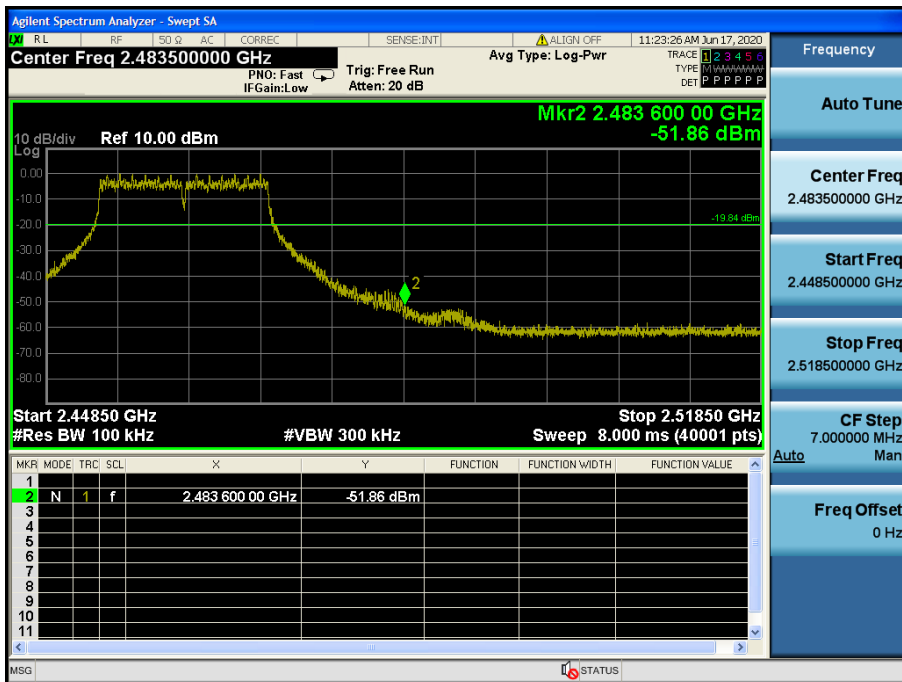 Agilent Spectrum Analyzer - Swept SA
LXI RL RF 50 Ω AC CORREC SENSE:INT ALIGN OFF 11:23:26 AM Jun 17, 2020
Center Freq 2.483500000 GHz
PNO: Fast
IFGain:Low
Trig: Free Run
Atten: 20 dB
Avg Type: Log-Pwr
TRACE 1 2 3 4 5 6
TYPE MWWWWW
DET P P P P P P
Mkr2 2.483 600 00 GHz
-51.86 dBm
10 dB/div Ref 10.00 dBm
Log
0.00
-10.0
-20.0
-30.0
-40.0
-50.0
-60.0
-70.0
-80.0
-19.84 dBm
2
Start 2.44850 GHz Stop 2.51850 GHz
#Res BW 100 kHz #VBW 300 kHz Sweep 8.000 ms (40001 pts)
MKR MODE TRC SCL X Y FUNCTION FUNCTION WIDTH FUNCTION VALUE
1
2 N 1 f 2.483 600 00 GHz -51.86 dBm
3
4
5
6
7
8
9
10
11
MSG STATUS
Frequency
Auto Tune
Center Freq
2.483500000 GHz
Start Freq
2.448500000 GHz
Stop Freq
2.518500000 GHz
CF Step
7.000000 MHz
Auto Man
Freq Offset
0 Hz